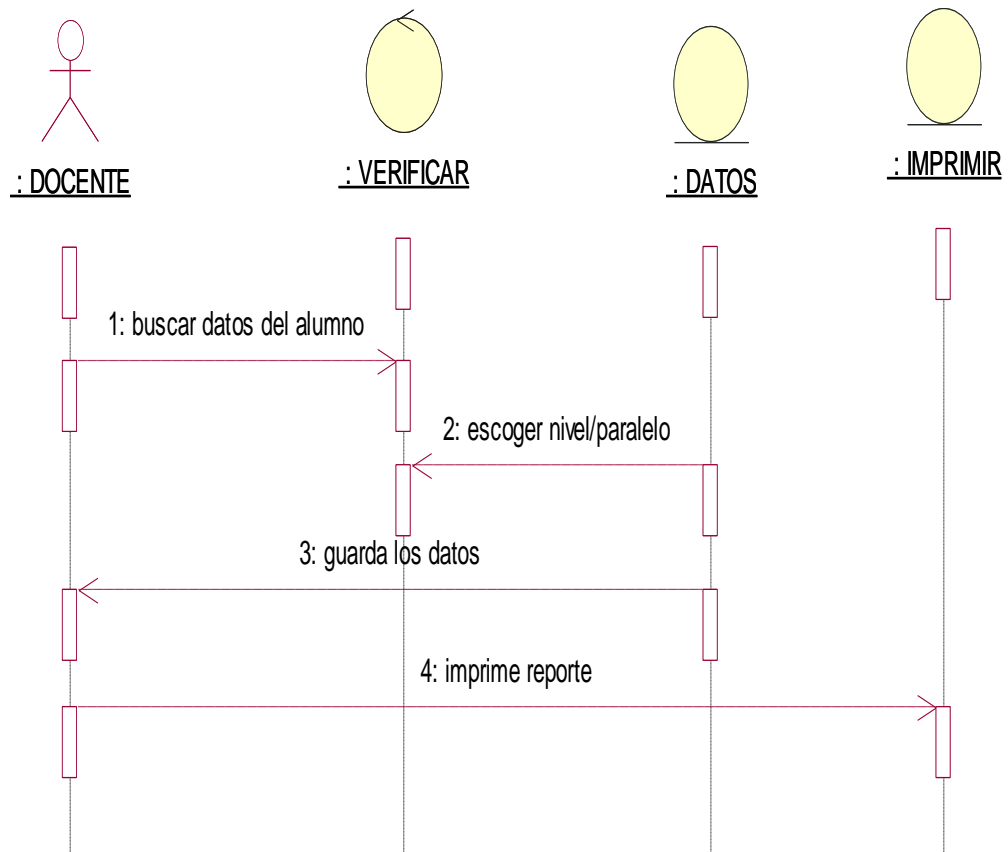 : DOCENTE
: VERIFICAR
: DATOS
: IMPRIMIR
1: buscar datos del alumno
2: escoger nivel/paralelo
3: guarda los datos
4: imprime reporte